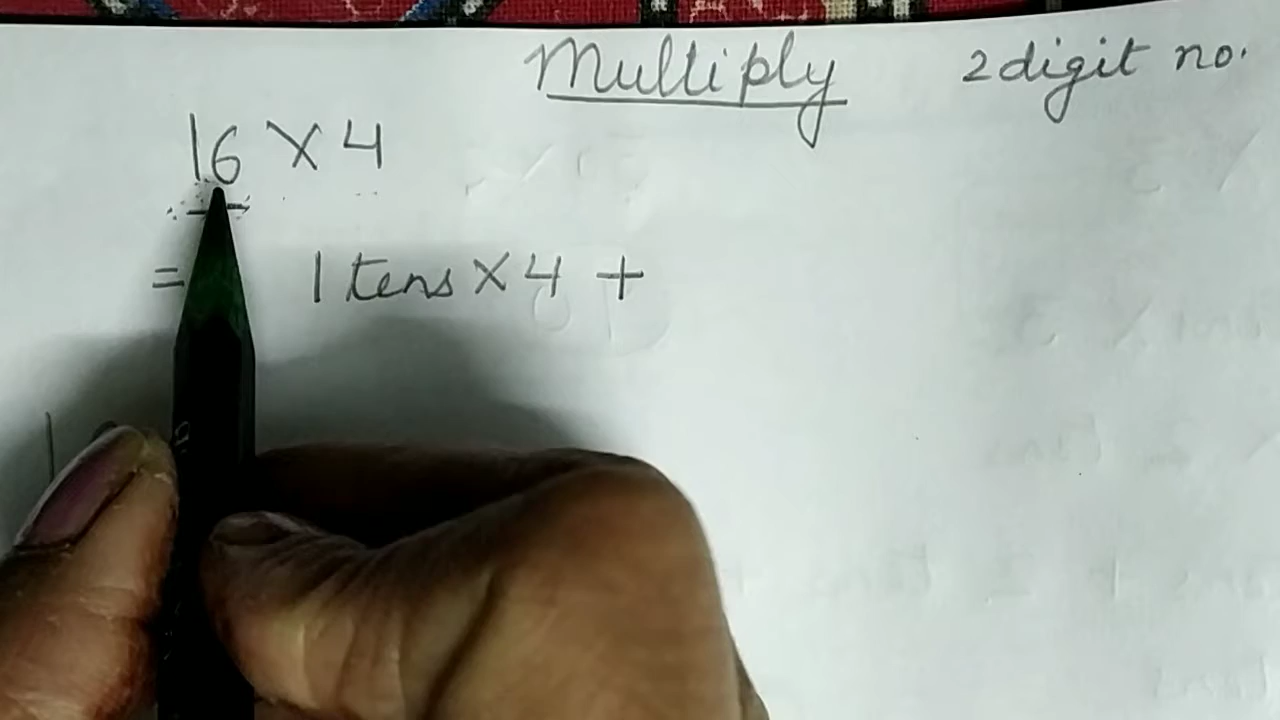 Multiply 2digit no.
16 X 4
= 1 tens X 4 +